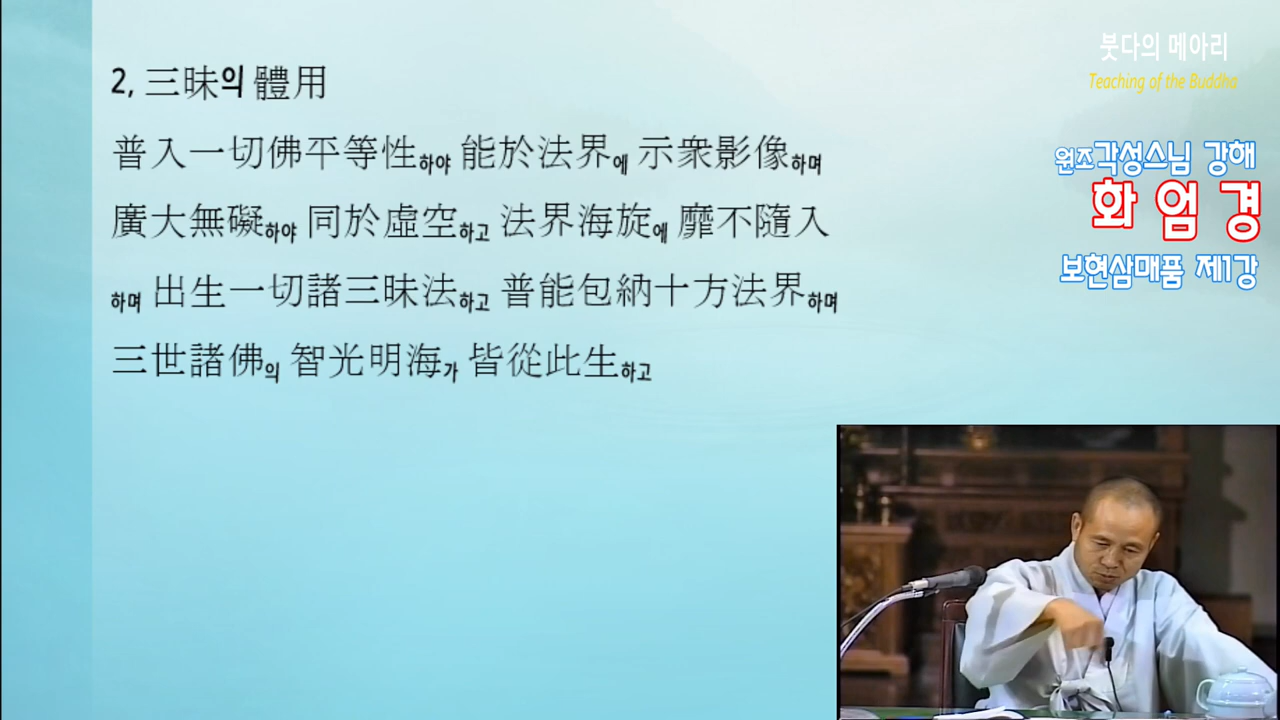 2, 三昧의 體用
普入一切佛平等性하야 能於法界에 示衆影像하며
廣大無礙하야 同於虛空하고 法界海旋에 靡不隨入
하며 出生一切諸三昧法하고 普能包納十方法界하며
三世諸佛의 智光明海가 皆從此生하고
붓다의 메아리
Teaching of the Buddha
원조각성스님 강해
화엄경
보현삼매품 제1강